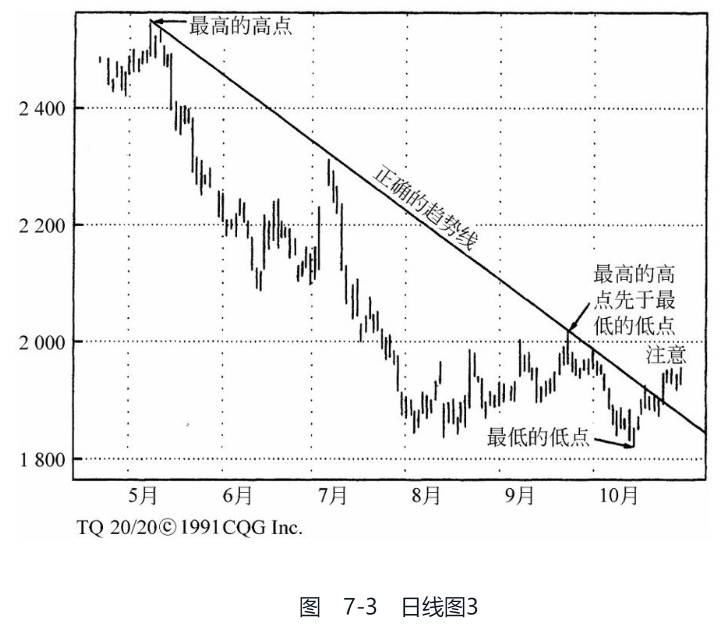 最高的高点
2 400
正确的趋势线
2 200
最高的高
点先于最
低的低点
2 000
注意
最低的低点
1 800
5月 6月 7月 8月 9月 10月
TQ 20/20© 1991CQG Inc.
图 7-3 日线图3